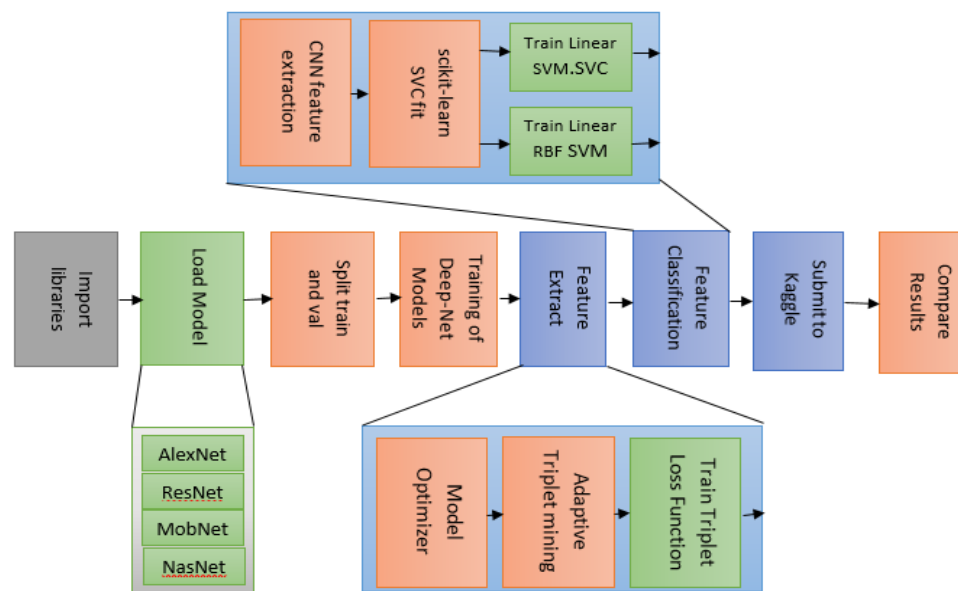 CNN feature
extraction
scikit-learn
SVC fit
Train Linear
SVM.SVC
Train Linear
RBF SVM
Import
libraries
Load Model
Split train
and val
Training of
Deep-Net
Models
Feature
Extract
Feature
Classification
Submit to
Kaggle
Compare
Results
AlexNet
ResNet
MobNet
NasNet
Model
Optimizer
Adaptive
Triplet mining
Train Triplet
Loss Function